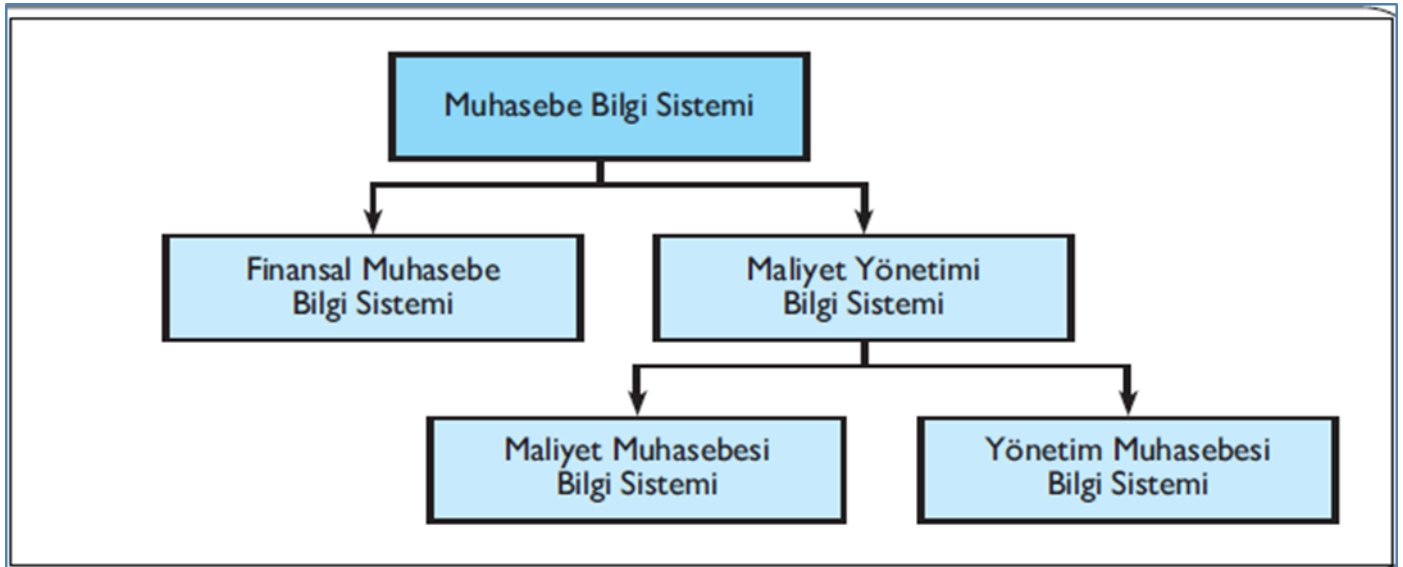 Muhasebe Bilgi Sistemi
Finansal Muhasebe
Bilgi Sistemi
Maliyet Yönetimi
Bilgi Sistemi
Maliyet Muhasebesi
Bilgi Sistemi
Yönetim Muhasebesi
Bilgi Sistemi